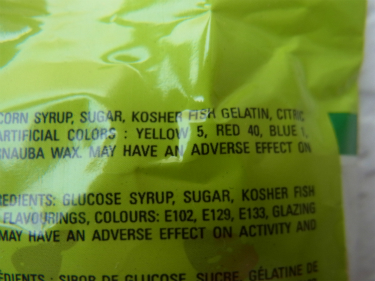 CORN SYRUP, SUGAR, KOSHER FISH GELATIN, CITRIC
ARTIFICIAL COLORS : YELLOW 5, RED 40, BLUE
WAX. MAY HAVE AN ADVERSE EFFECT ON
GLUCOSE SYRUP, SUGAR, KOSHER FISH
FLAVOURINGS, COLOURS: E102, E129, E133, GLAZING
MAY HAVE AN ADVERSE EFFECT ON ACTIVITY AND
: SIROP DE GLUCOSE, SUCRE, GÉLATINE DE